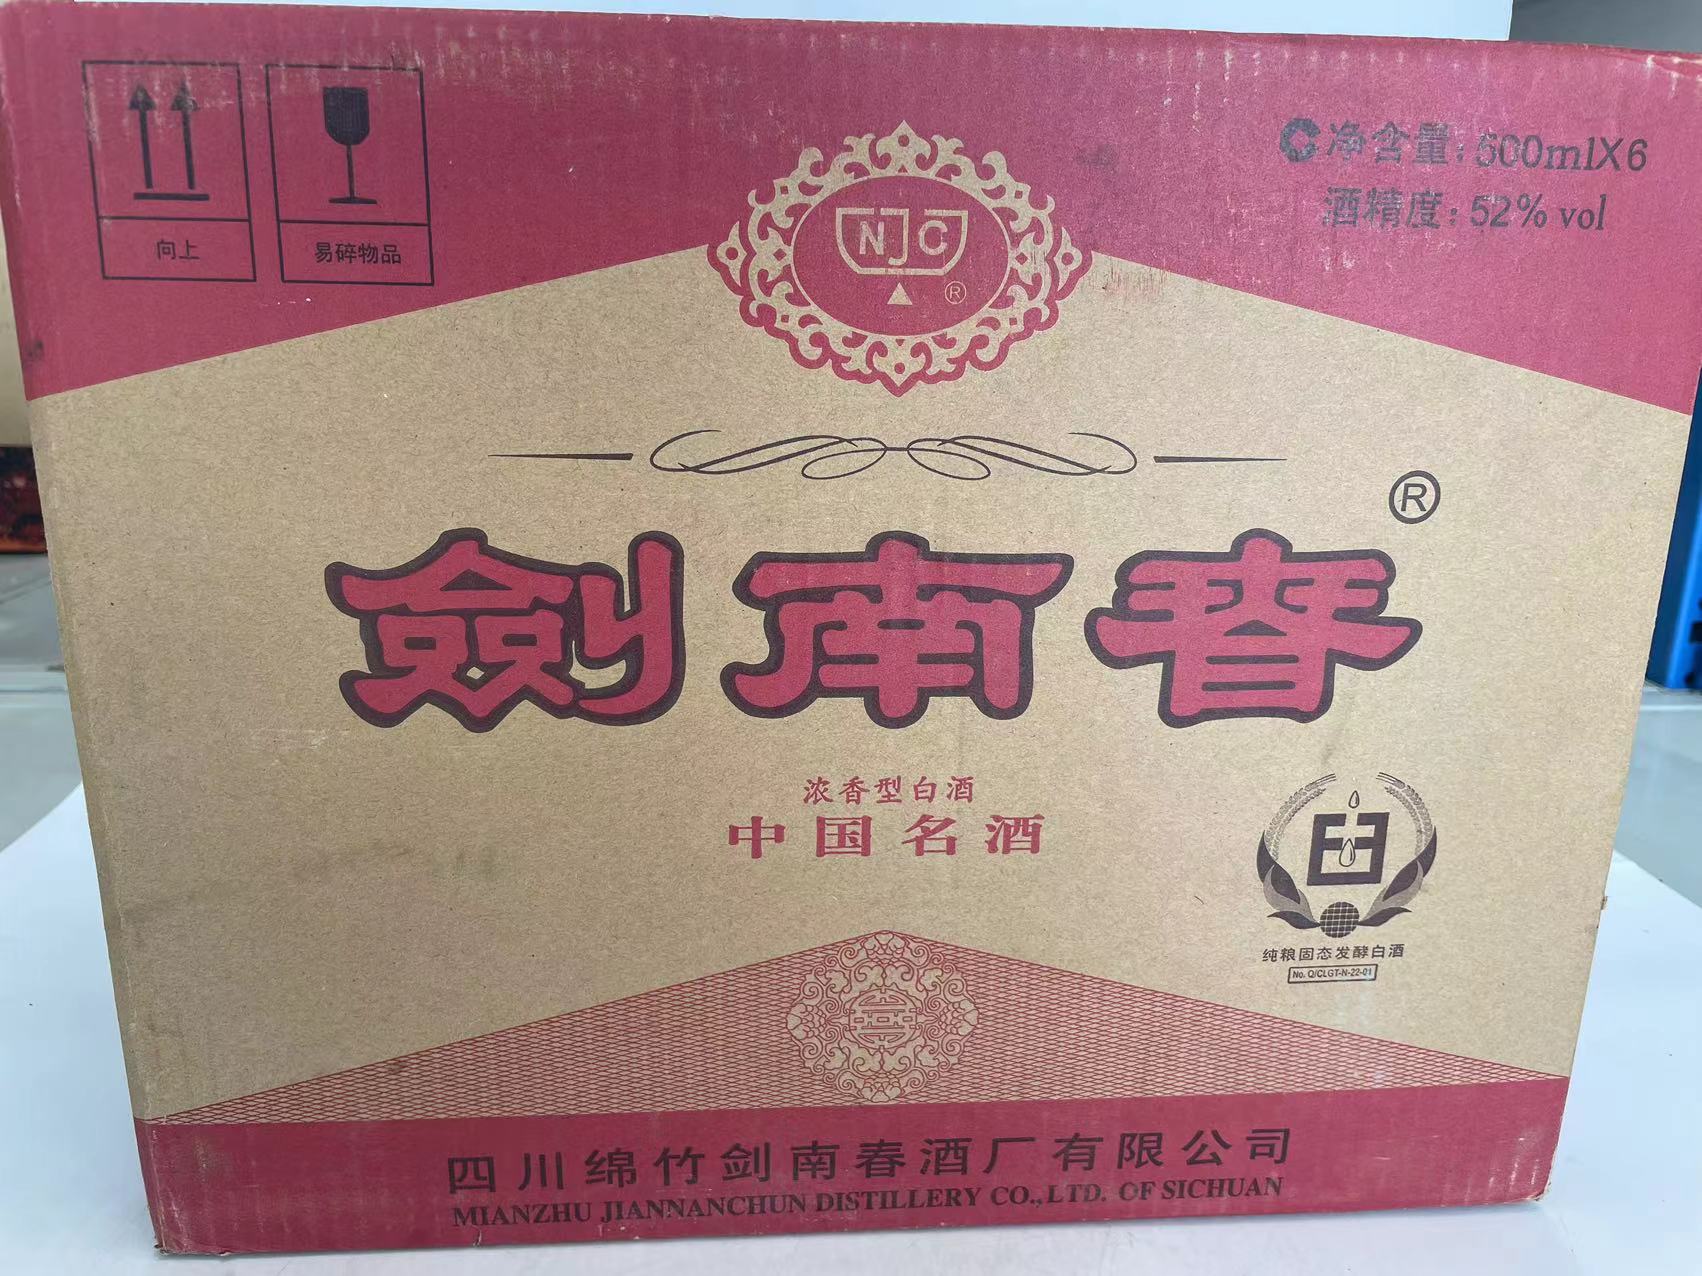 向上
易碎物品
NJC
®
净含量:500mlX6
酒精度:52% vol
剑南春®
浓香型白酒
中国名酒
纯粮固态发酵白酒
No. Q/CLGT-N-22-01
四川绵竹剑南春酒厂有限公司
MIANZHU JIANNANCHUN DISTILLERY CO.,LTD. OF SICHUAN